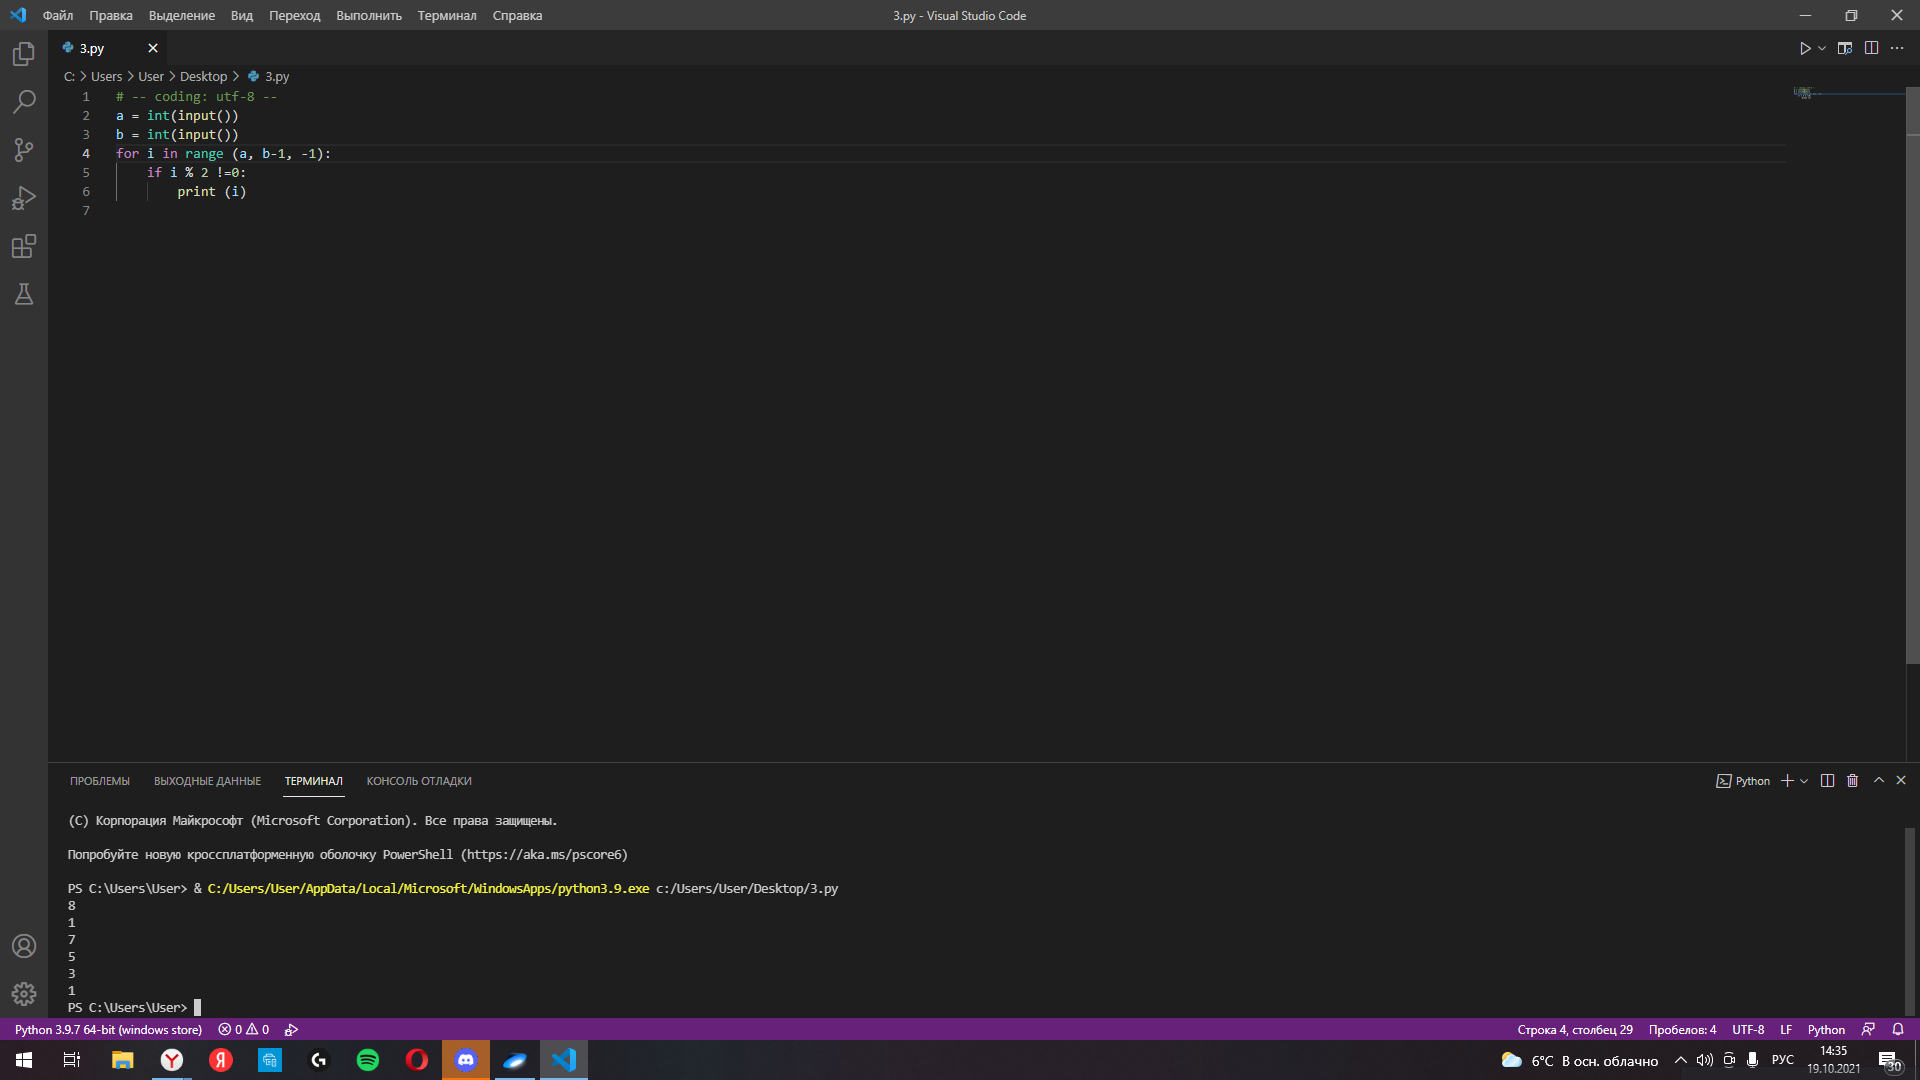 Файл Правка Выделение Вид Переход Выполнить Терминал Справка
3.py - Visual Studio Code
3.py
C: Users User Desktop 3.py
1 # -- coding: utf-8 --
2 a = int(input())
3 b = int(input())
4 for i in range (a, b-1, -1):
5 if i % 2 !=0:
6 print (i)
7
ПРОБЛЕМЫ ВЫХОДНЫЕ ДАННЫЕ ТЕРМИНАЛ КОНСОЛЬ ОТЛАДКИ
Python
(C) Корпорация Майкрософт (Microsoft Corporation). Все права защищены.
Попробуйте новую кроссплатформенную оболочку PowerShell (https://aka.ms/pscore6)
PS C:\Users\User> & C:/Users/User/AppData/Local/Microsoft/WindowsApps/python3.9.exe c:/Users/User/Desktop/3.py
8
1
7
5
3
1
PS C:\Users\User>
Python 3.9.7 64-bit (windows store) 0 0
Строка 4, столбец 29 Пробелов: 4 UTF-8 LF Python
6°C В осн. облачно
РУС
14:35
19.10.2021
30